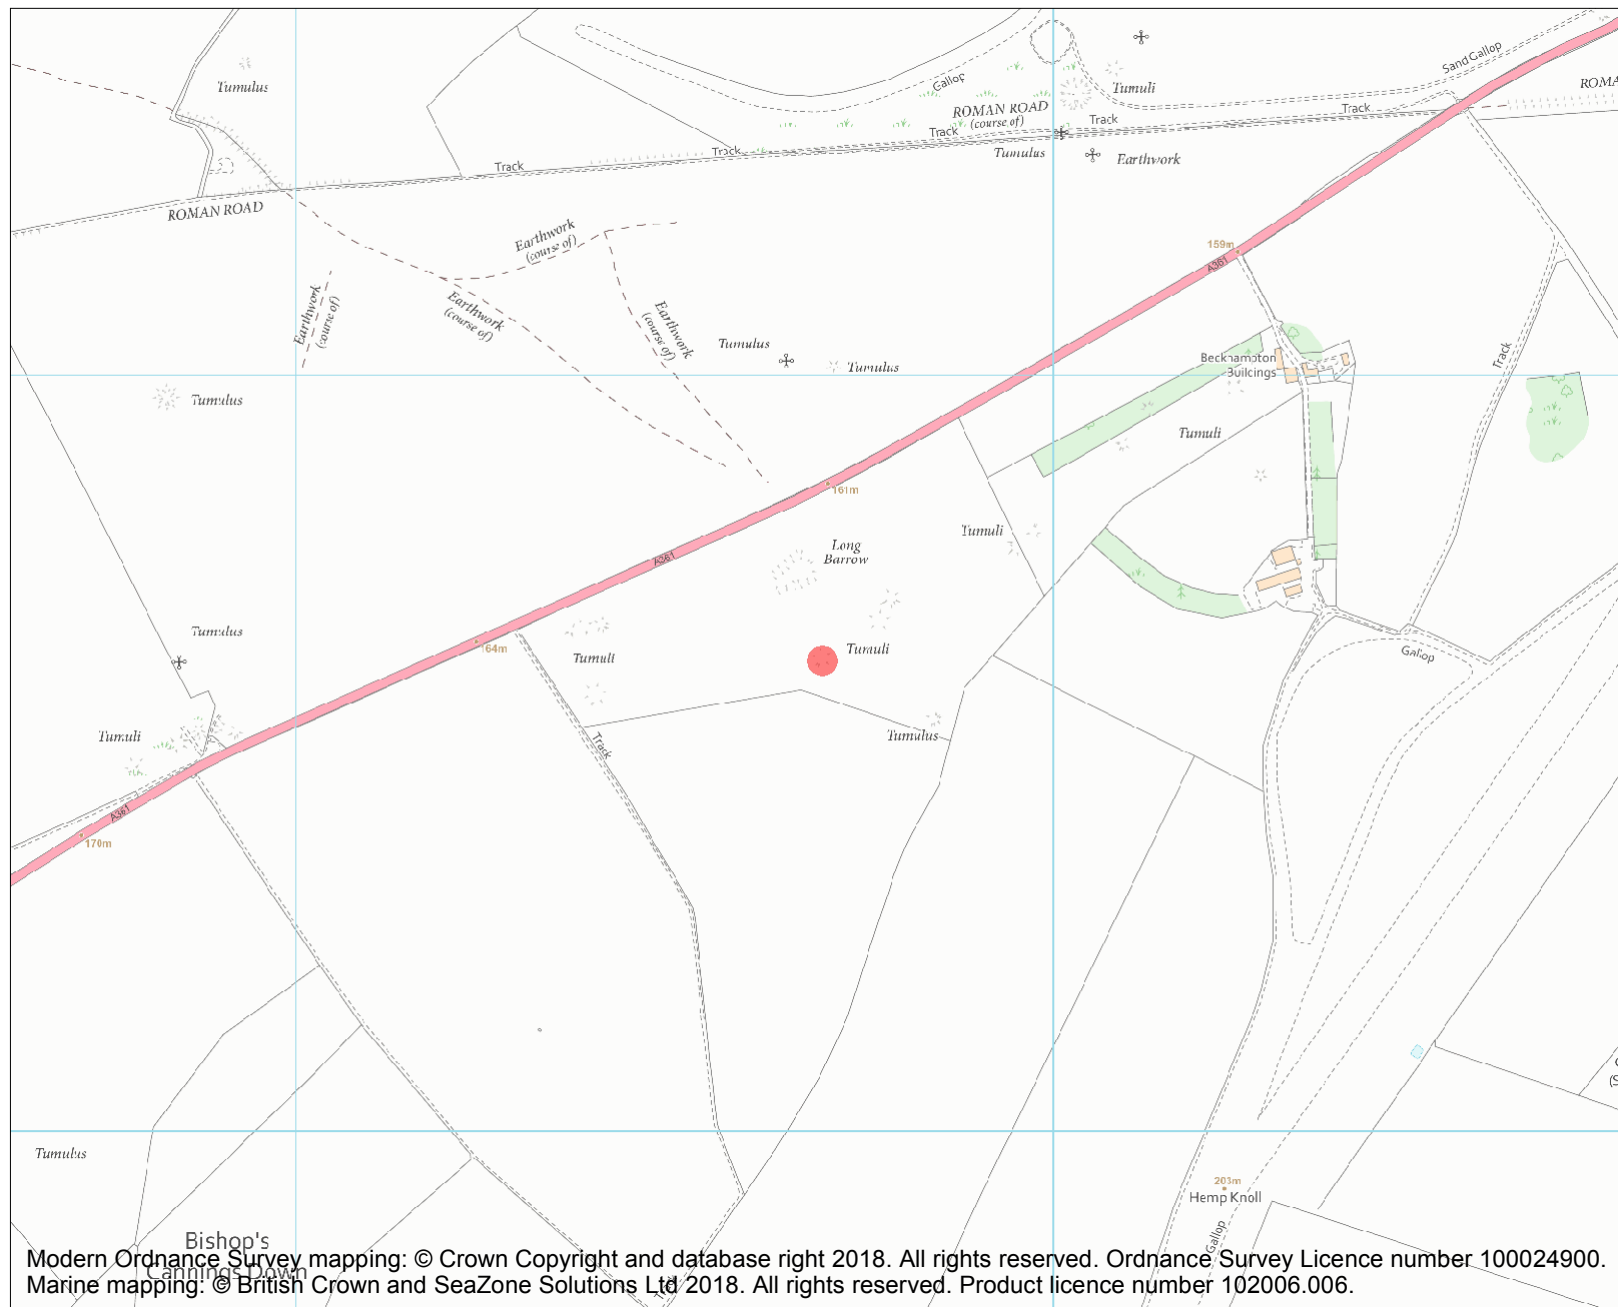 Sand Gallop
Tumulus
Gallop
Tumuli
ROMA
ROMAN ROAD
(course of)
Track
Track
Track
Track
Track
Tumulus
Earthwork
ROMAN ROAD
Earthwork
(course of)
159m
A361
Earthwork
(course of)
Earthwork
(course of)
Earthwork
(course of)
Tumulus
Tumulus
Beckhampton
Buildings
Track
Tumulus
Tumuli
161m
Tumuli
Long
Barrow
A361
Tumulus
164m
Tumuli
Tumuli
Gallop
Tumuli
Track
Tumulus
A361
170m
Tumulus
203m
Hemp Knoll
Gallop
Bishop's
Cannings Down
Track
Modern Ordnance Survey mapping: © Crown Copyright and database right 2018. All rights reserved. Ordnance Survey Licence number 100024900.
Marine mapping: © British Crown and SeaZone Solutions Ltd 2018. All rights reserved. Product licence number 102006.006.